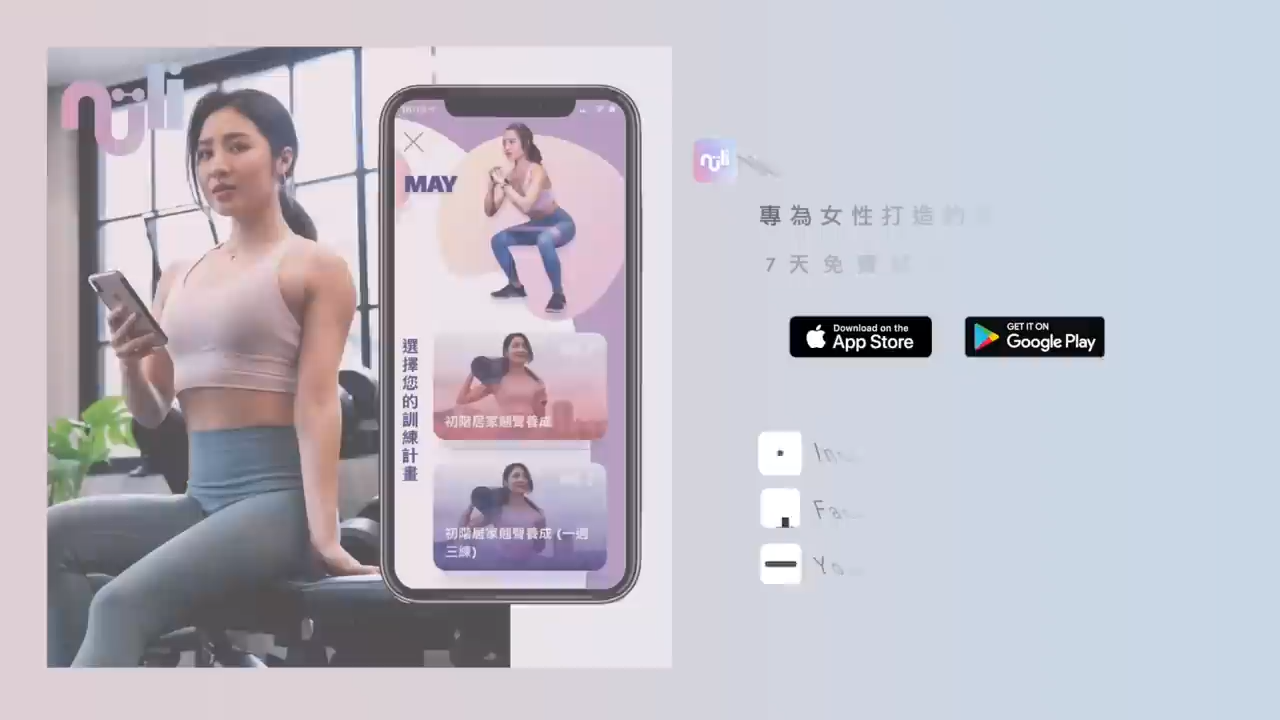 nüli
MAY
選擇您的訓練計畫
初階居家翹臀養成
初階居家翹臀養成 (一週
三練)
nüli
專為女性打造的
7天免費
Download on the
App Store
GET IT ON
Google Play